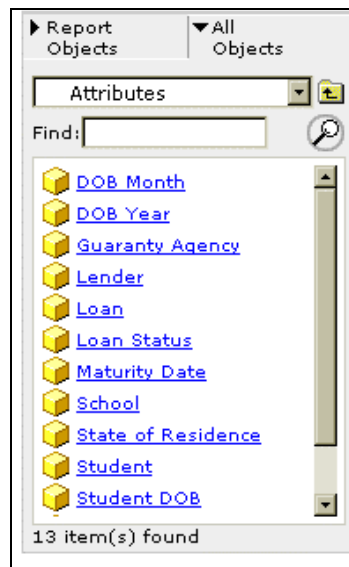 Report Objects
All Objects
Attributes
Find:
DOB Month
DOB Year
Guaranty Agency
Lender
Loan
Loan Status
Maturity Date
School
State of Residence
Student
Student DOB
13 item(s) found